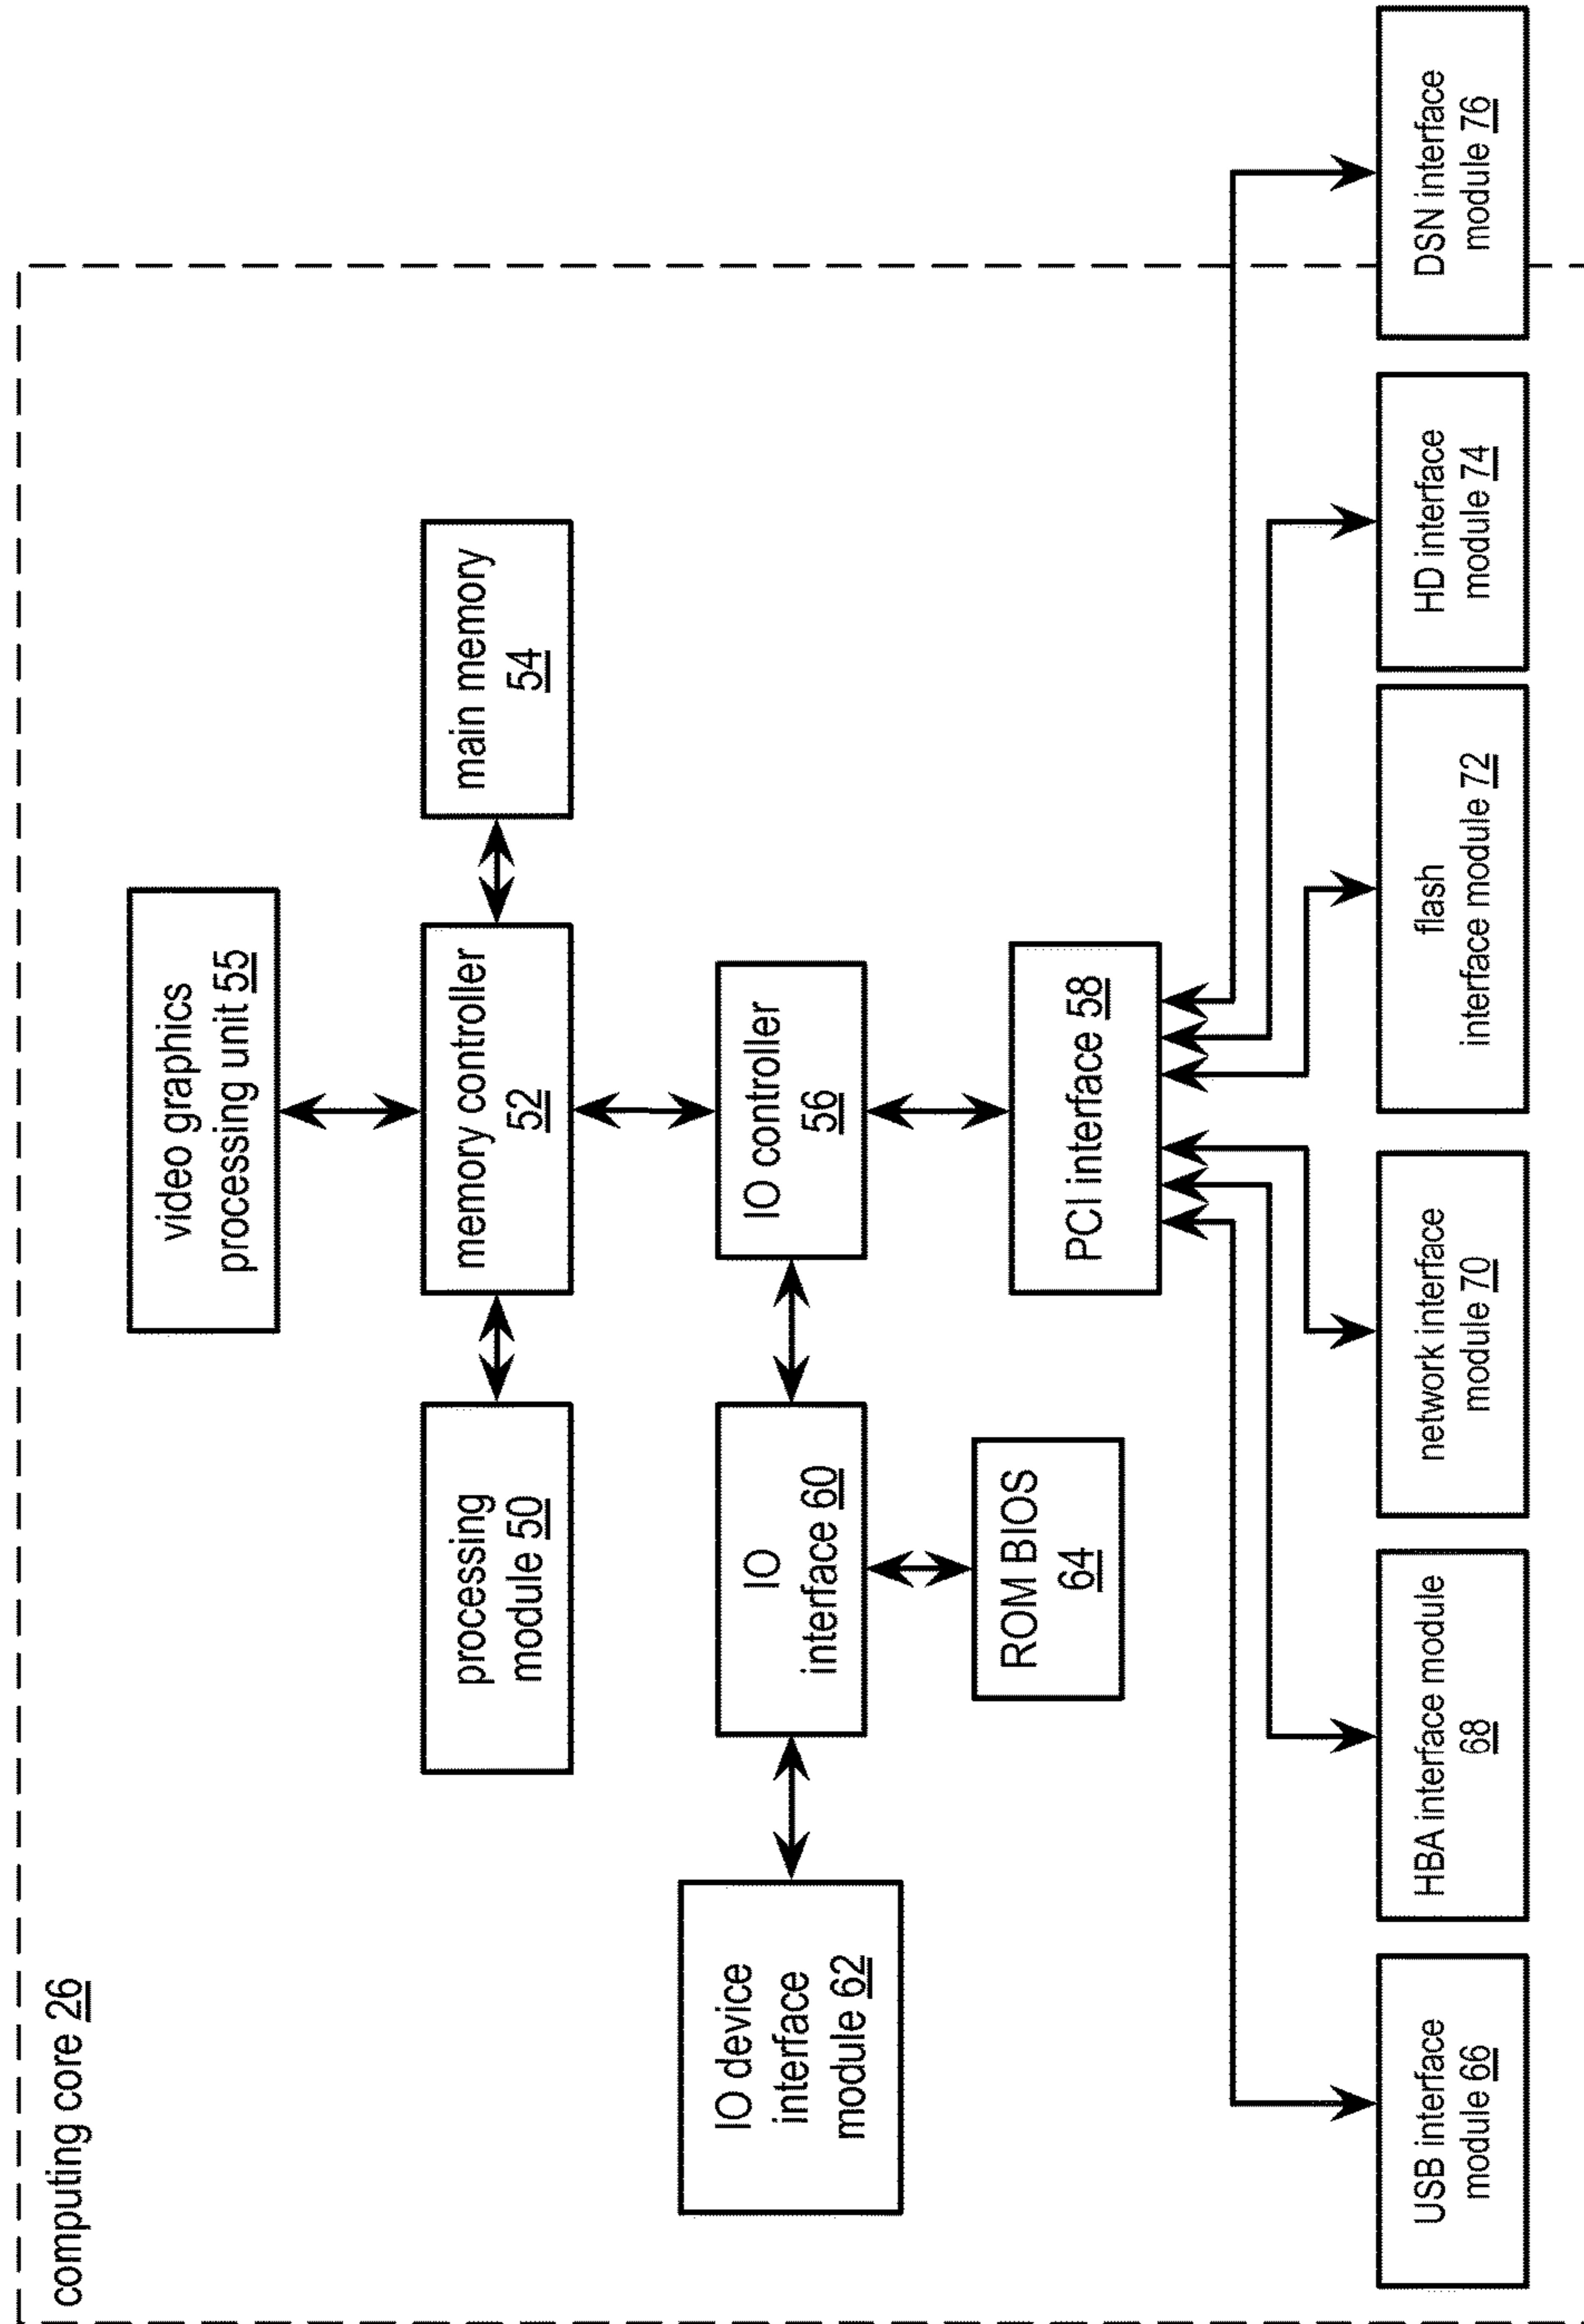 computing core 26
video graphics
processing unit 55
processing
module 50
memory controller
52
main memory
54
IO device
interface
module 62
IO
interface 60
IO controller
56
ROM BIOS
64
PCI interface 58
USB interface
module 66
HBA interface module
68
network interface
module 70
flash
interface module 72
HD interface
module 74
DSN interface
module 76